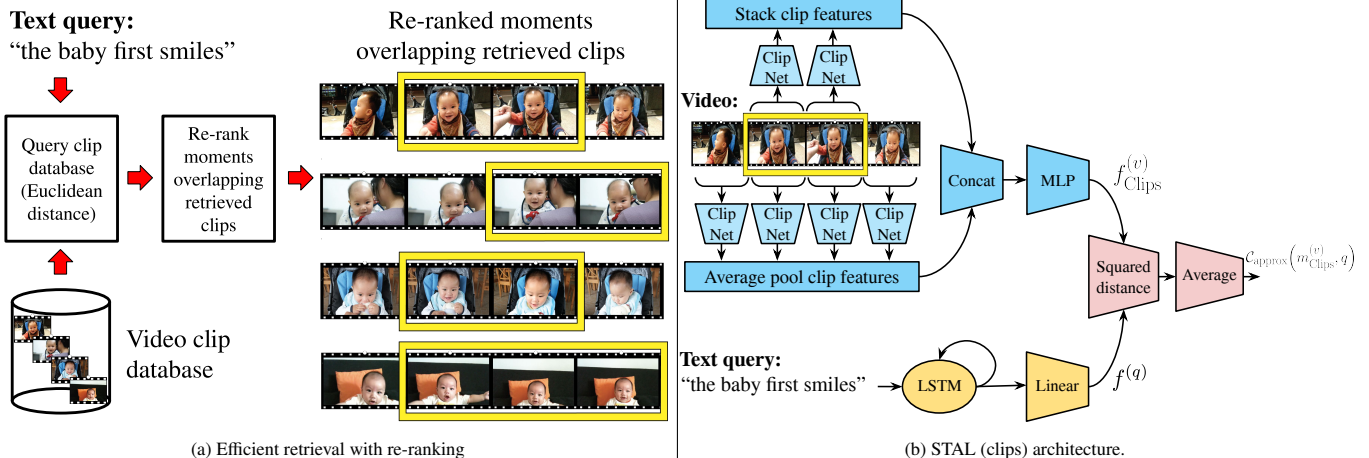 Text query:
“the baby first smiles”
Query clip
database
(Euclidean
distance)
Re-rank
moments
overlapping
retrieved
clips
Video clip
database
Re-ranked moments
overlapping retrieved clips
(a) Efficient retrieval with re-ranking
Stack clip features
Clip
Net
Clip
Net
Video:
Clip
Net
Clip
Net
Clip
Net
Clip
Net
Average pool clip features
Concat
MLP
f_Clips^(v)
Squared
distance
Average
C_approx(m_Clips^(v), q)
Text query:
“the baby first smiles”
LSTM
Linear
f^(q)
(b) STAL (clips) architecture.